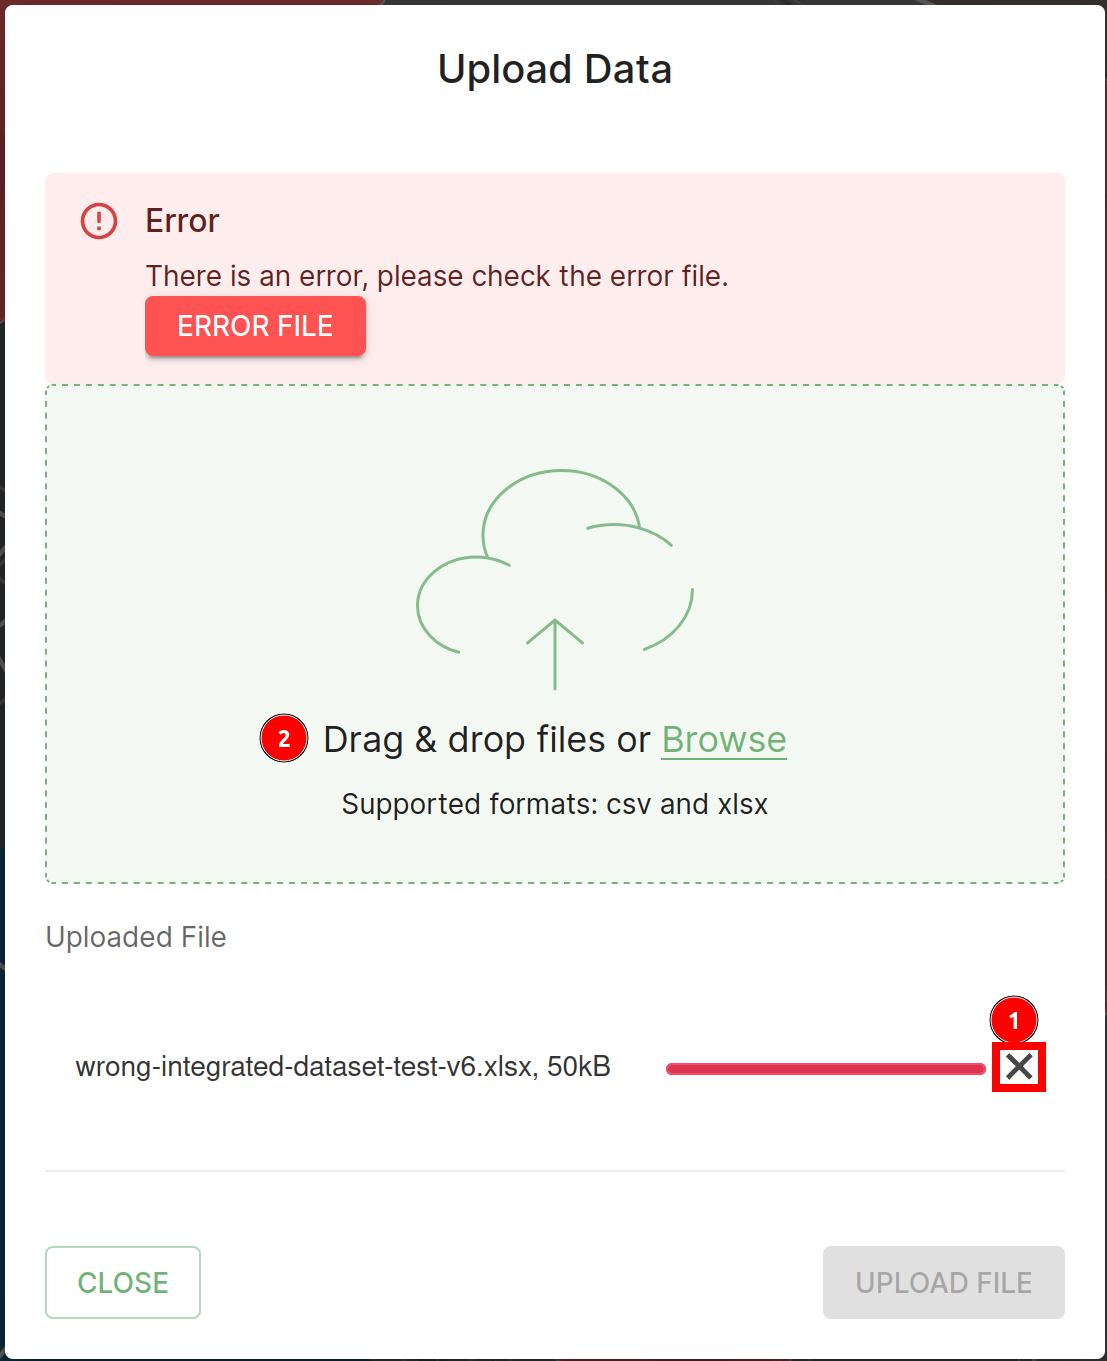 Upload Data
Error
There is an error, please check the error file.
ERROR FILE
2 Drag & drop files or Browse
Supported formats: csv and xlsx
Uploaded File
1
wrong-integrated-dataset-test-v6.xlsx, 50kB
CLOSE UPLOAD FILE